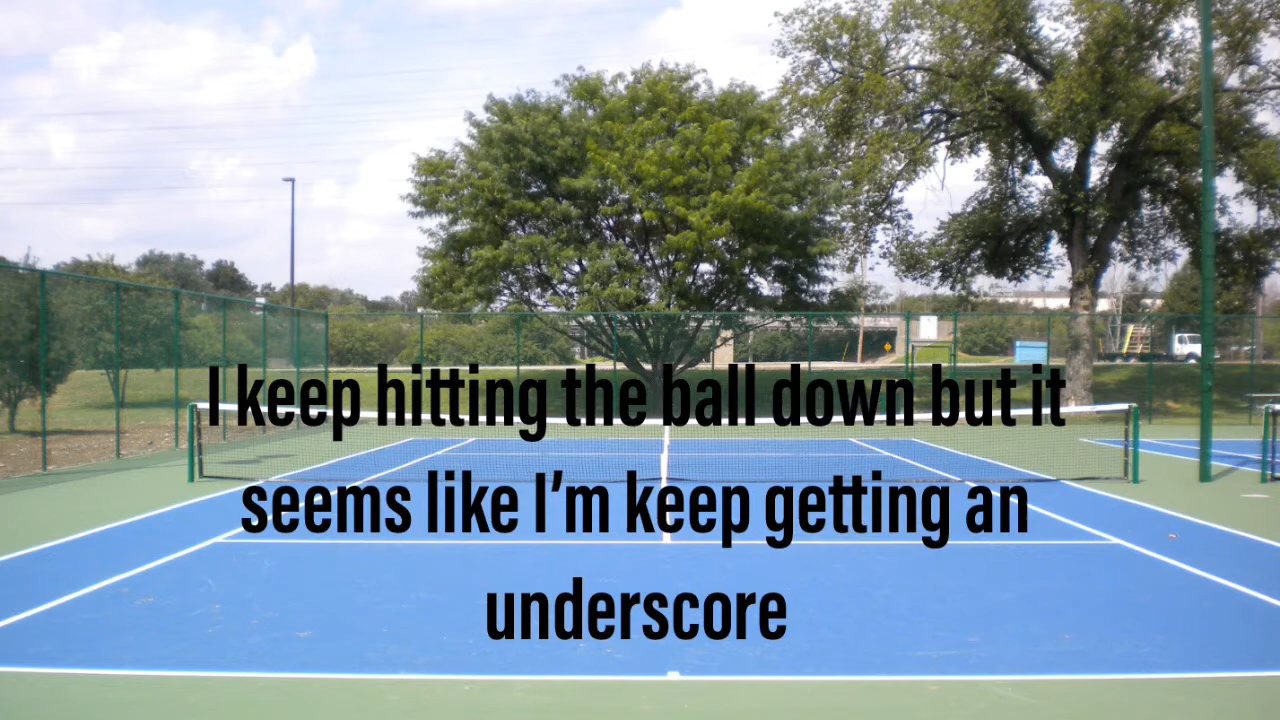 I keep hitting the ball down but it
seems like I'm keep getting an
underscore